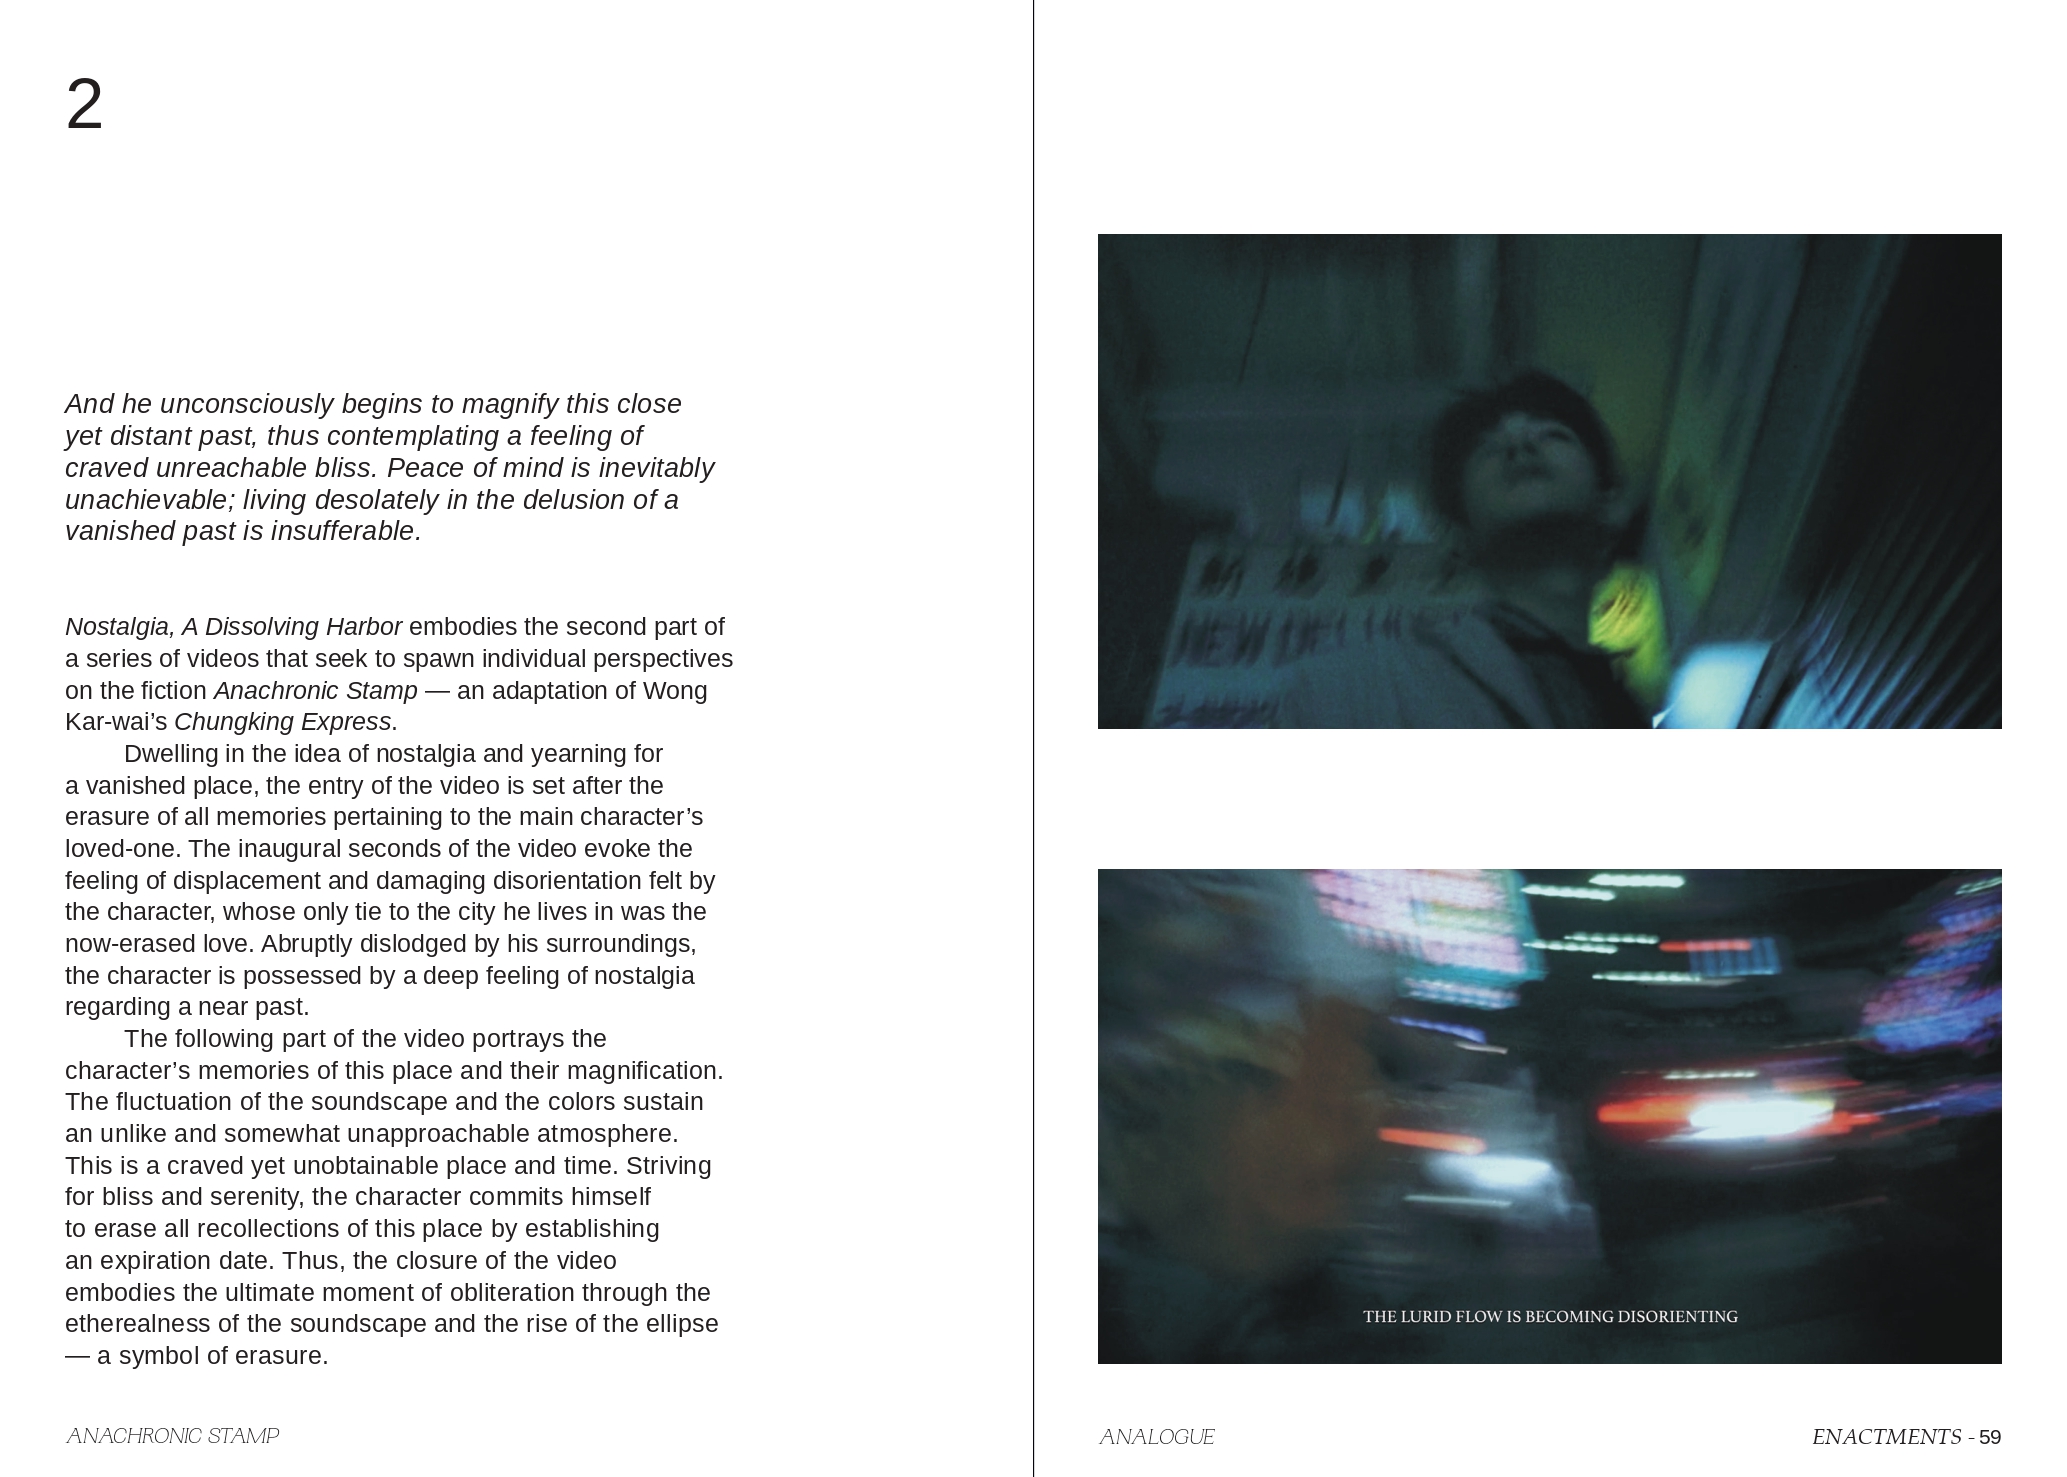 2
And he unconsciously begins to magnify this close
yet distant past, thus contemplating a feeling of
craved unreachable bliss. Peace of mind is inevitably
unachievable; living desolately in the delusion of a
vanished past is insufferable.
Nostalgia, A Dissolving Harbor embodies the second part of
a series of videos that seek to spawn individual perspectives
on the fiction Anachronic Stamp — an adaptation of Wong
Kar-wai’s Chungking Express.
Dwelling in the idea of nostalgia and yearning for
a vanished place, the entry of the video is set after the
erasure of all memories pertaining to the main character’s
loved-one. The inaugural seconds of the video evoke the
feeling of displacement and damaging disorientation felt by
the character, whose only tie to the city he lives in was the
now-erased love. Abruptly dislodged by his surroundings,
the character is possessed by a deep feeling of nostalgia
regarding a near past.
The following part of the video portrays the
character’s memories of this place and their magnification.
The fluctuation of the soundscape and the colors sustain
an unlike and somewhat unapproachable atmosphere.
This is a craved yet unobtainable place and time. Striving
for bliss and serenity, the character commits himself
to erase all recollections of this place by establishing
an expiration date. Thus, the closure of the video
embodies the ultimate moment of obliteration through the
etherealness of the soundscape and the rise of the ellipse
— a symbol of erasure.
ANACHRONIC STAMP
THE LURID FLOW IS BECOMING DISORIENTING
ANALOGUE
ENACTMENTS - 59